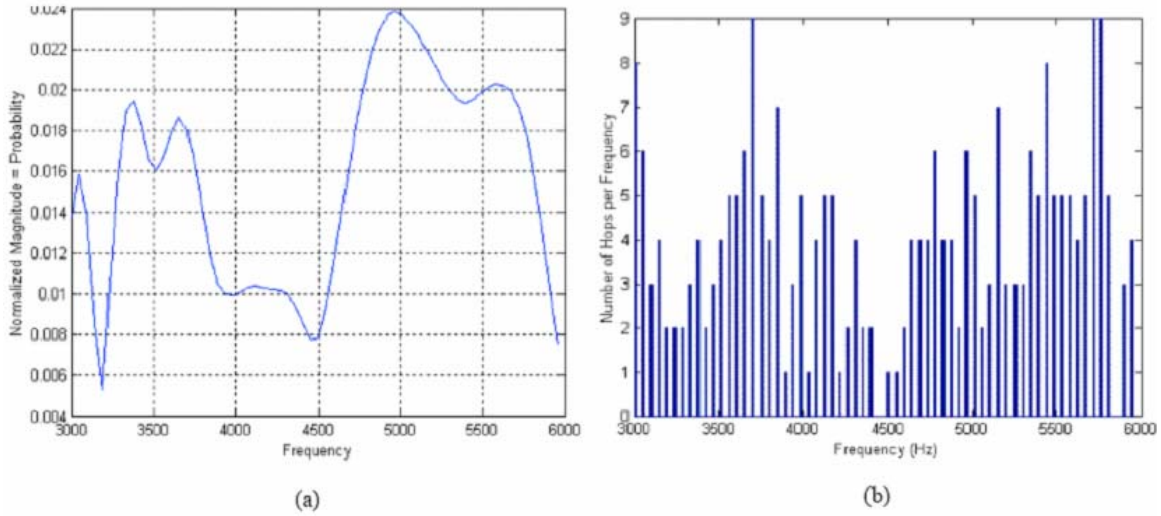 0.024
0.022
0.02
0.018
0.016
0.014
0.012
0.01
0.008
0.006
0.004
Normalized Magnitude = Probability
3000 3500 4000 4500 5000 5500 6000
Frequency
(a)
9
8
7
6
5
4
3
2
1
0
Number of Hops per Frequency
3000 3500 4000 4500 5000 5500 6000
Frequency (Hz)
(b)